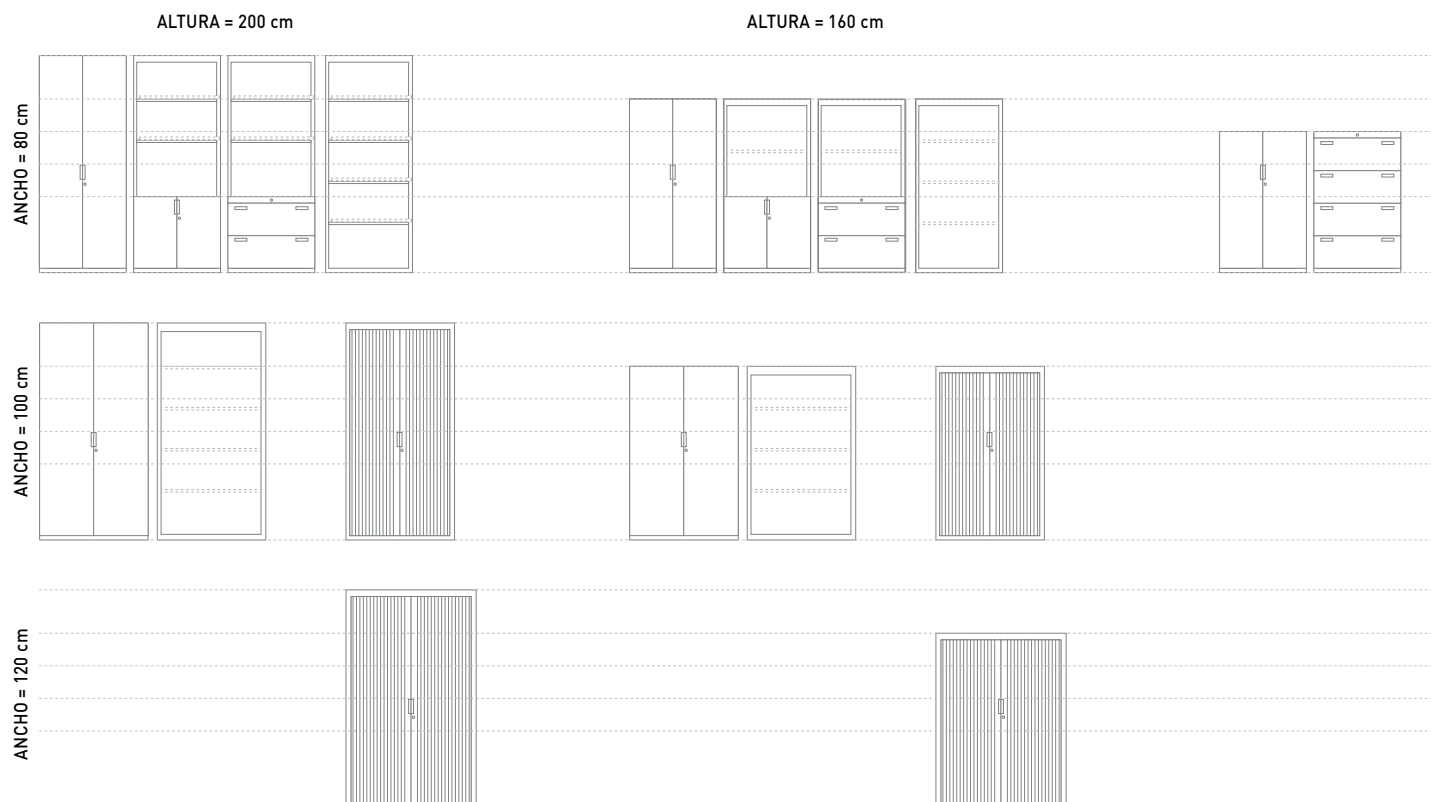 ALTURA = 200 cm
ALTURA = 160 cm
ANCHO = 80 cm
ANCHO = 100 cm
ANCHO = 120 cm